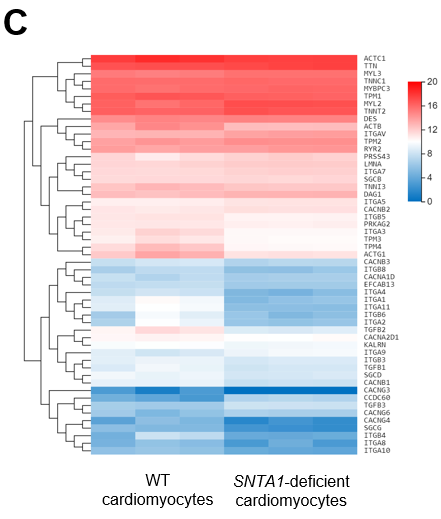 C
ACTC1
TTN
MYL3
TNNC1
MYBPC3
TPM1
MYL2
TNNT2
DES
ACTB
ITGAV
TPM2
RYR2
PRSS43
LMNA
ITGA7
SGCB
TNNI3
DAG1
ITGA5
CACNB2
ITGB5
PRKAG2
ITGA3
TPM3
TPM4
ACTG1
CACNB3
ITGB8
CACNA1D
EFCAB13
ITGA4
ITGA1
ITGA11
ITGB6
ITGA2
TGFB2
CACNA2D1
KALRN
ITGA9
ITGB3
TGFB1
SGCD
CACNB1
CACNG3
CCDC60
TGFB3
CACNG6
CACNG4
SGCG
ITGB4
ITGA8
ITGA10
20
16
12
8
4
0
WT
cardiomyocytes
SNTA1-deficient
cardiomyocytes